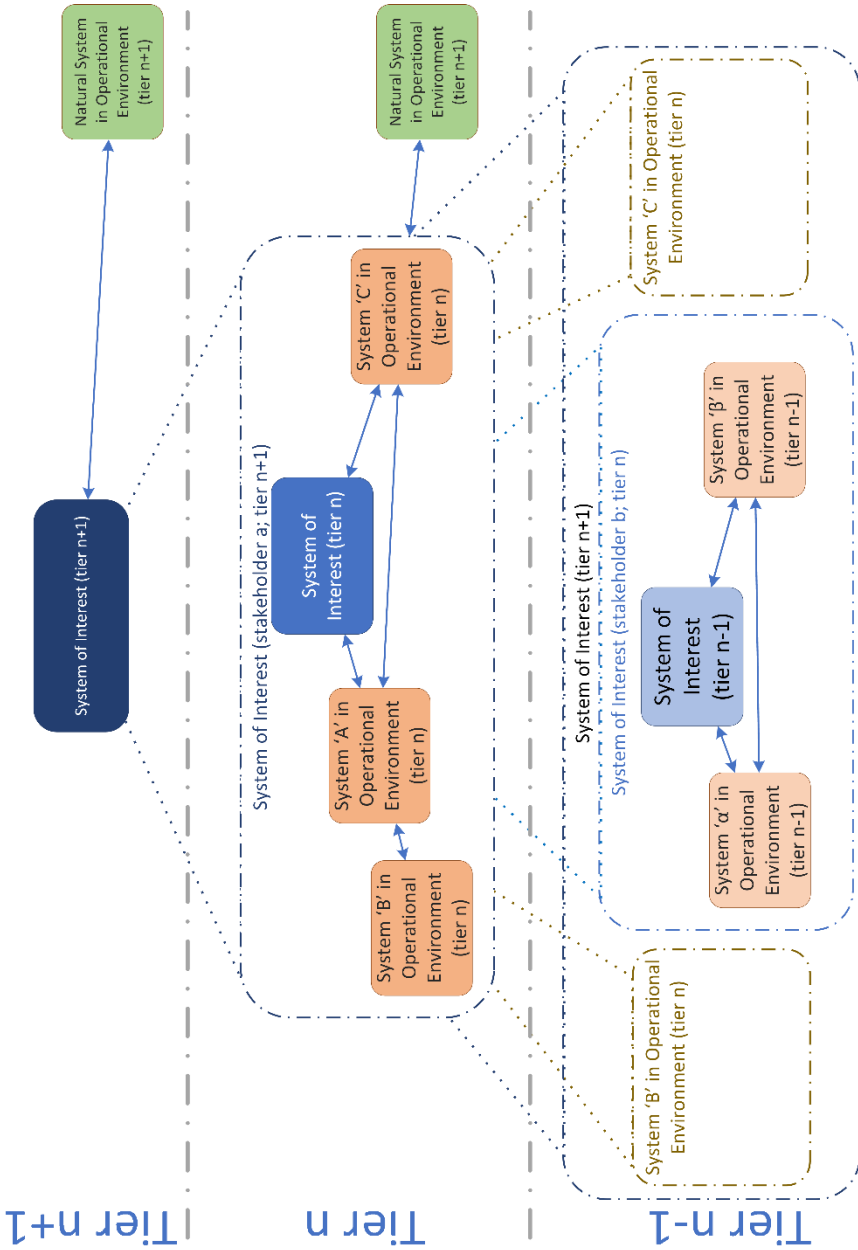 Tier n+1
System of Interest (tier n+1)
Natural System
in Operational
Environment
(tier n+1)
Tier n
System of Interest (stakeholder a; tier n+1)
System 'B' in
Operational
Environment
(tier n)
System 'A' in
Operational
Environment
(tier n)
System of
Interest (tier n)
System 'C' in
Operational
Environment
(tier n)
Natural System
in Operational
Environment
(tier n+1)
Tier n-1
System of Interest (tier n+1)
System of Interest (stakeholder b; tier n)
System 'B' in Operational
Environment (tier n)
System 'α' in
Operational
Environment
(tier n-1)
System of
Interest
(tier n-1)
System 'β' in
Operational
Environment
(tier n-1)
System 'C' in Operational
Environment (tier n)